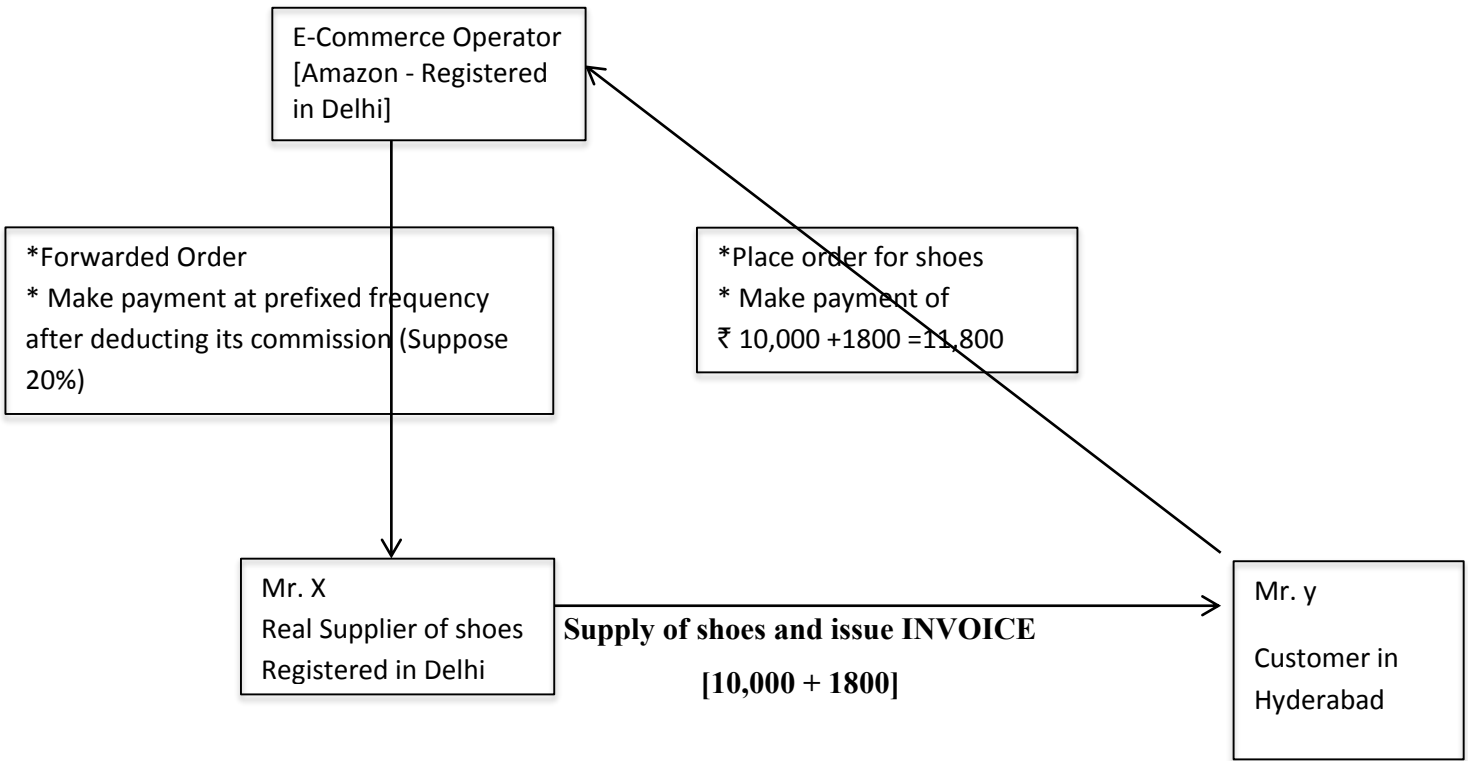 E-Commerce Operator
[Amazon - Registered
in Delhi]
*Forwarded Order
* Make payment at prefixed frequency
after deducting its commission (Suppose
20%)
*Place order for shoes
* Make payment of
₹ 10,000 +1800 =11,800
Mr. X
Real Supplier of shoes
Registered in Delhi
Supply of shoes and issue INVOICE
[10,000 + 1800]
Mr. y
Customer in
Hyderabad